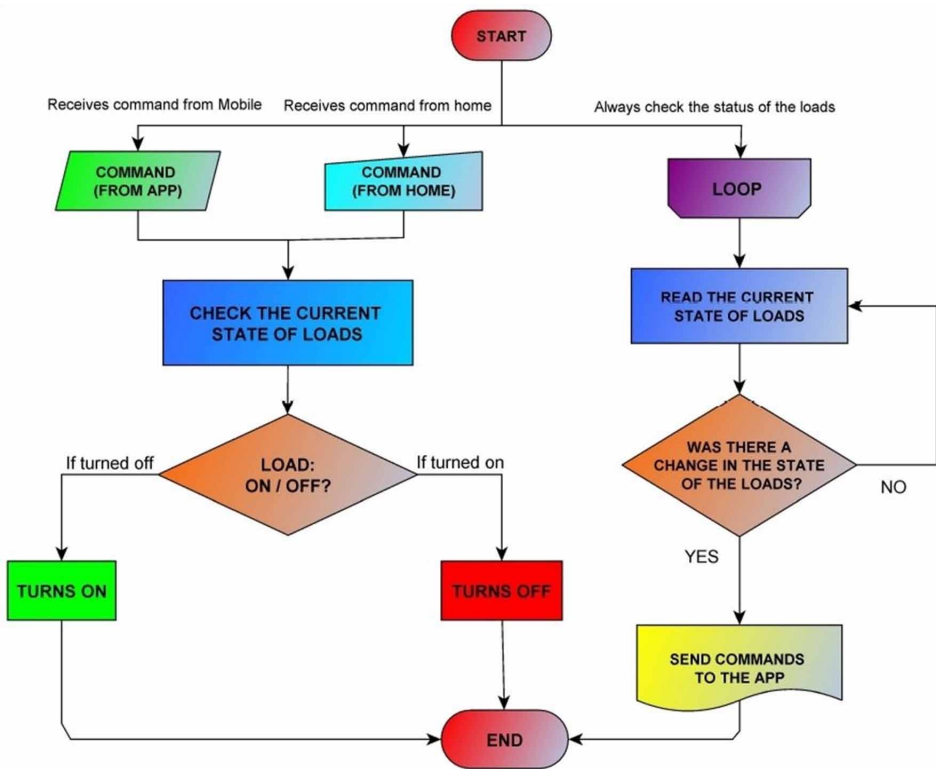 START
Receives command from Mobile
Receives command from home
Always check the status of the loads
COMMAND
(FROM APP)
COMMAND
(FROM HOME)
LOOP
CHECK THE CURRENT
STATE OF LOADS
READ THE CURRENT
STATE OF LOADS
If turned off
LOAD:
ON / OFF?
If turned on
WAS THERE A
CHANGE IN THE STATE
OF THE LOADS?
NO
YES
TURNS ON
TURNS OFF
SEND COMMANDS
TO THE APP
END